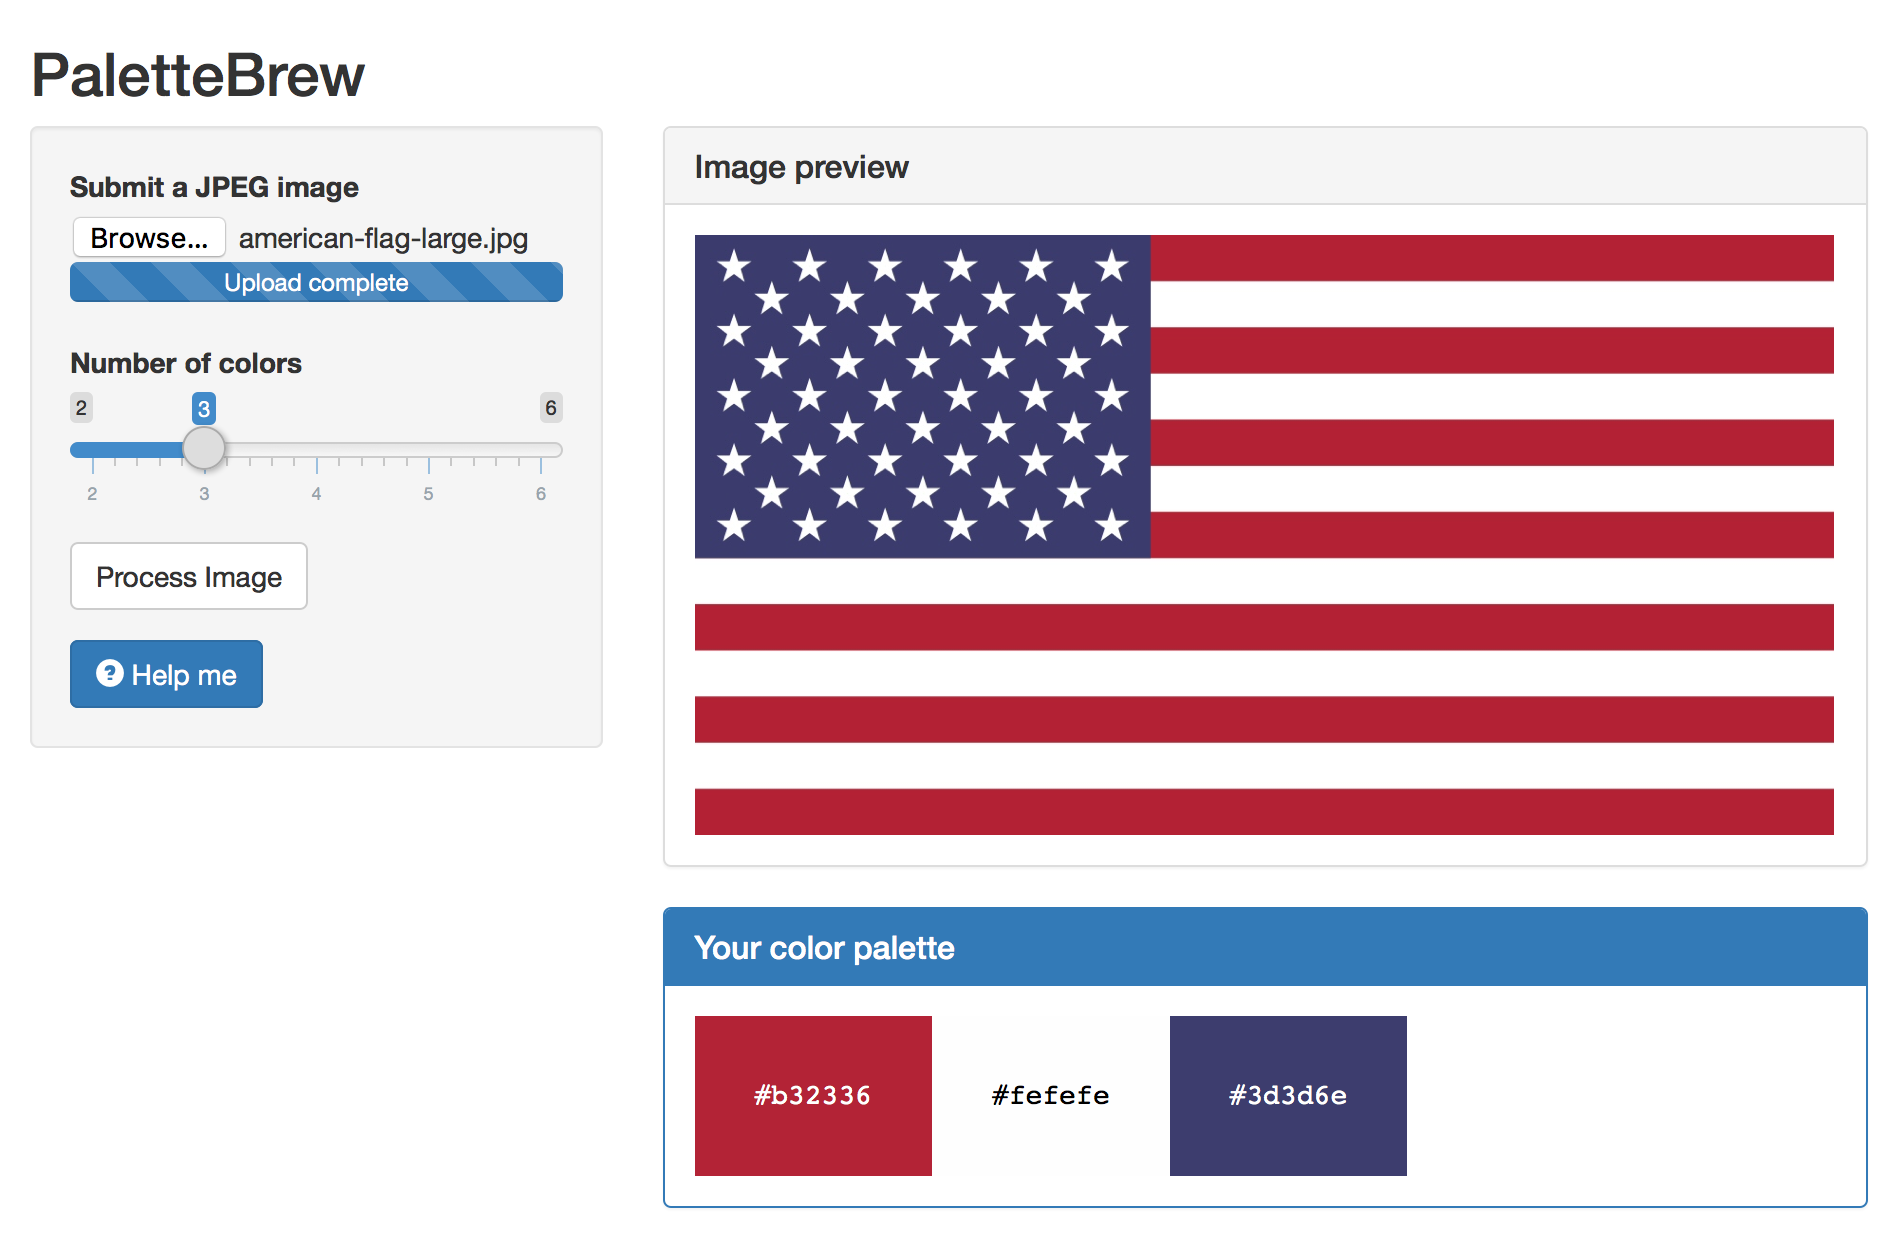 PaletteBrew
Submit a JPEG image
Browse... american-flag-large.jpg
Upload complete
Number of colors
2 3 6
2 3 4 5 6
Process Image
? Help me
Image preview
Your color palette
#b32336 #fefefe #3d3d6e